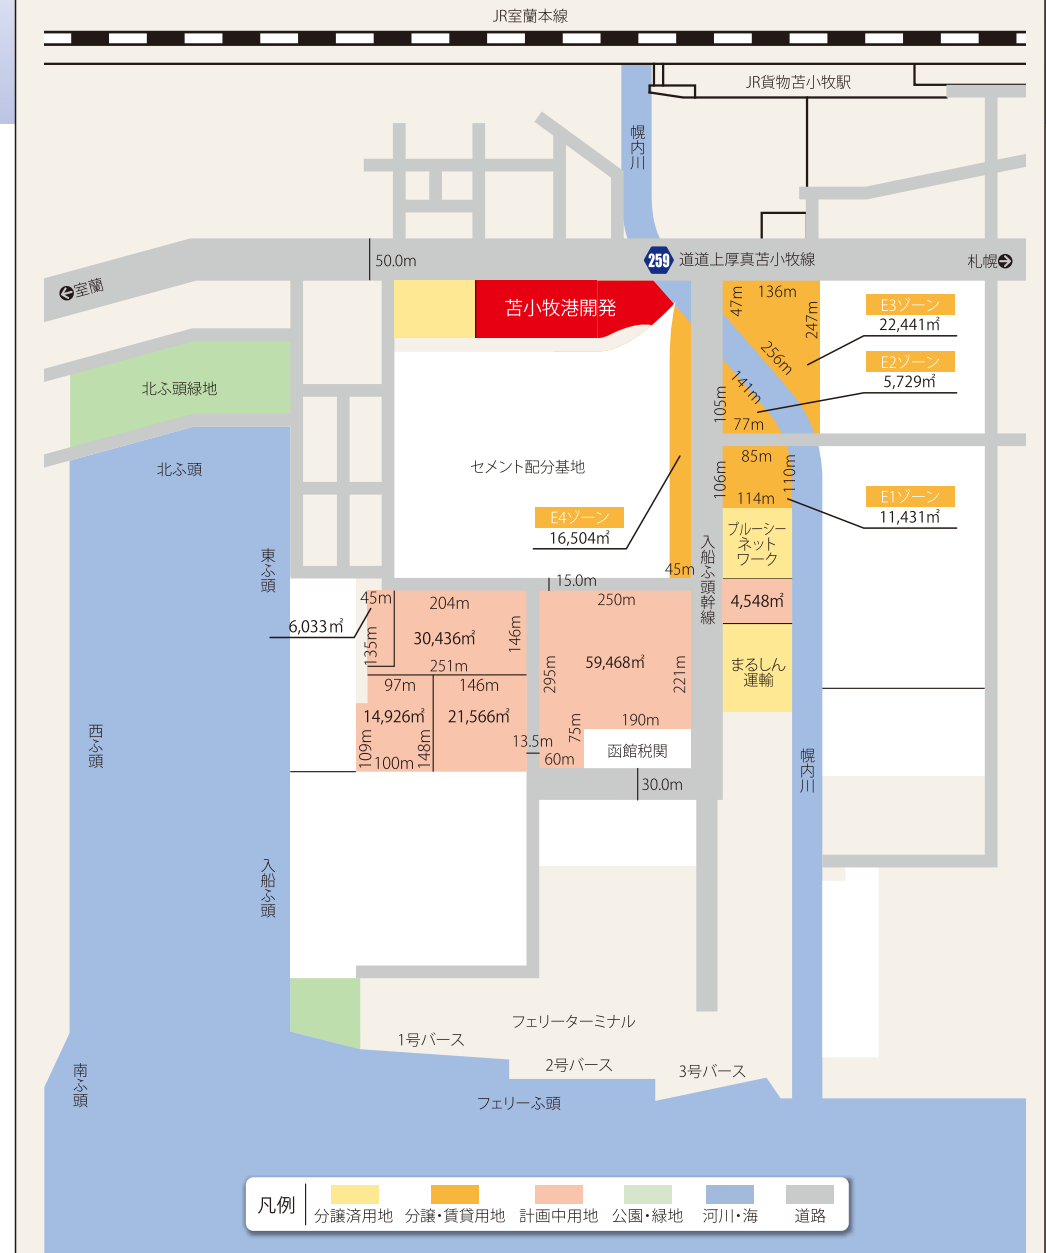 JR室蘭本線
JR貨物苫小牧駅
幌内川
50.0m
259
道道上厚真苫小牧線
札幌
室蘭
苫小牧港開発
47m
136m
247m
256m
E3ゾーン
22,441㎡
E2ゾーン
5,729㎡
141m
105m
77m
北ふ頭緑地
北ふ頭
セメント配分基地
85m
106m
110m
114m
E1ゾーン
11,431㎡
E4ゾーン
16,504㎡
ブルーシー
ネット
ワーク
入船ふ頭幹線
東ふ頭
45m
15.0m
4,548㎡
45m
204m
250m
6,033㎡
135m
30,436㎡
146m
251m
59,468㎡
295m
221m
まるしん
運輸
97m
146m
14,926㎡
21,566㎡
190m
75m
109m
100m
148m
13.5m
60m
函館税関
30.0m
西ふ頭
幌内川
入船ふ頭
フェリーターミナル
1号バース
2号バース
3号バース
南ふ頭
フェリーふ頭
凡例
分譲済用地
分譲・賃貸用地
計画中用地
公園・緑地
河川・海
道路